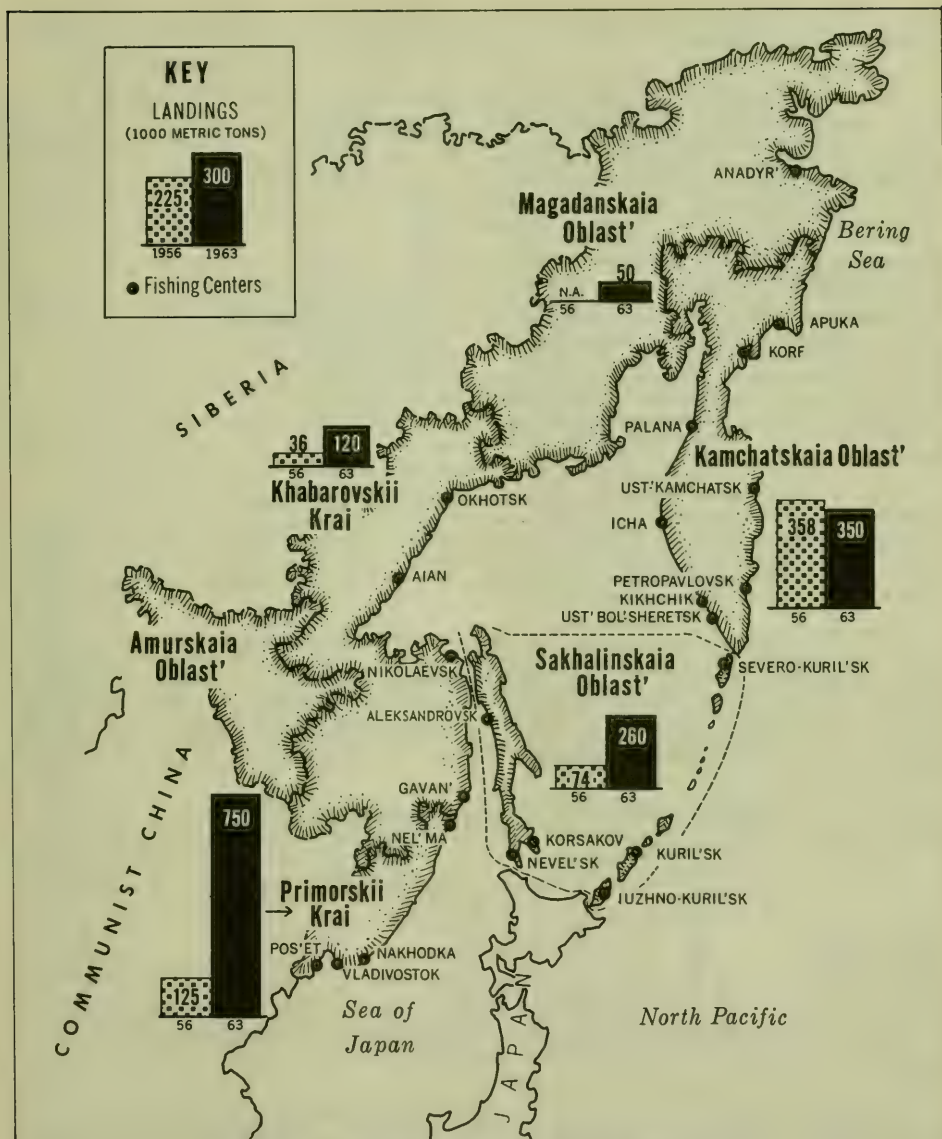 KEY
LANDINGS
(1000 METRIC TONS)
225
300
1956
1963
Fishing Centers
ANADYR'
Magadanskaia
Oblast'
Bering
Sea
50
N.A.
56
63
APUKA
KORF
SIBERIA
PALANA
36
120
56
63
Kamchatskaia Oblast'
Khabarovskii
Krai
OKHOTSK
UST'-KAMCHATSK
ICHA
358
350
56
63
AIAN
PETROPAVLOVSK
KIKHCHIK
UST' BOL'SHERETSK
Amurskaia
Oblast'
NIKOLAEVSK
Sakhalinskaia
Oblast'
SEVERO-KURIL'SK
ALEKSANDROVSK
74
260
56
63
COMMUNIST CHINA
GAVAN'
NEL'MA
KORSAKOV
NEVEL'SK
KURIL'SK
IUZHNO-KURIL'SK
750
125
56
63
Primorskii
Krai
POS'ET
NAKHODKA
VLADIVOSTOK
Sea of
Japan
JAPAN
North Pacific